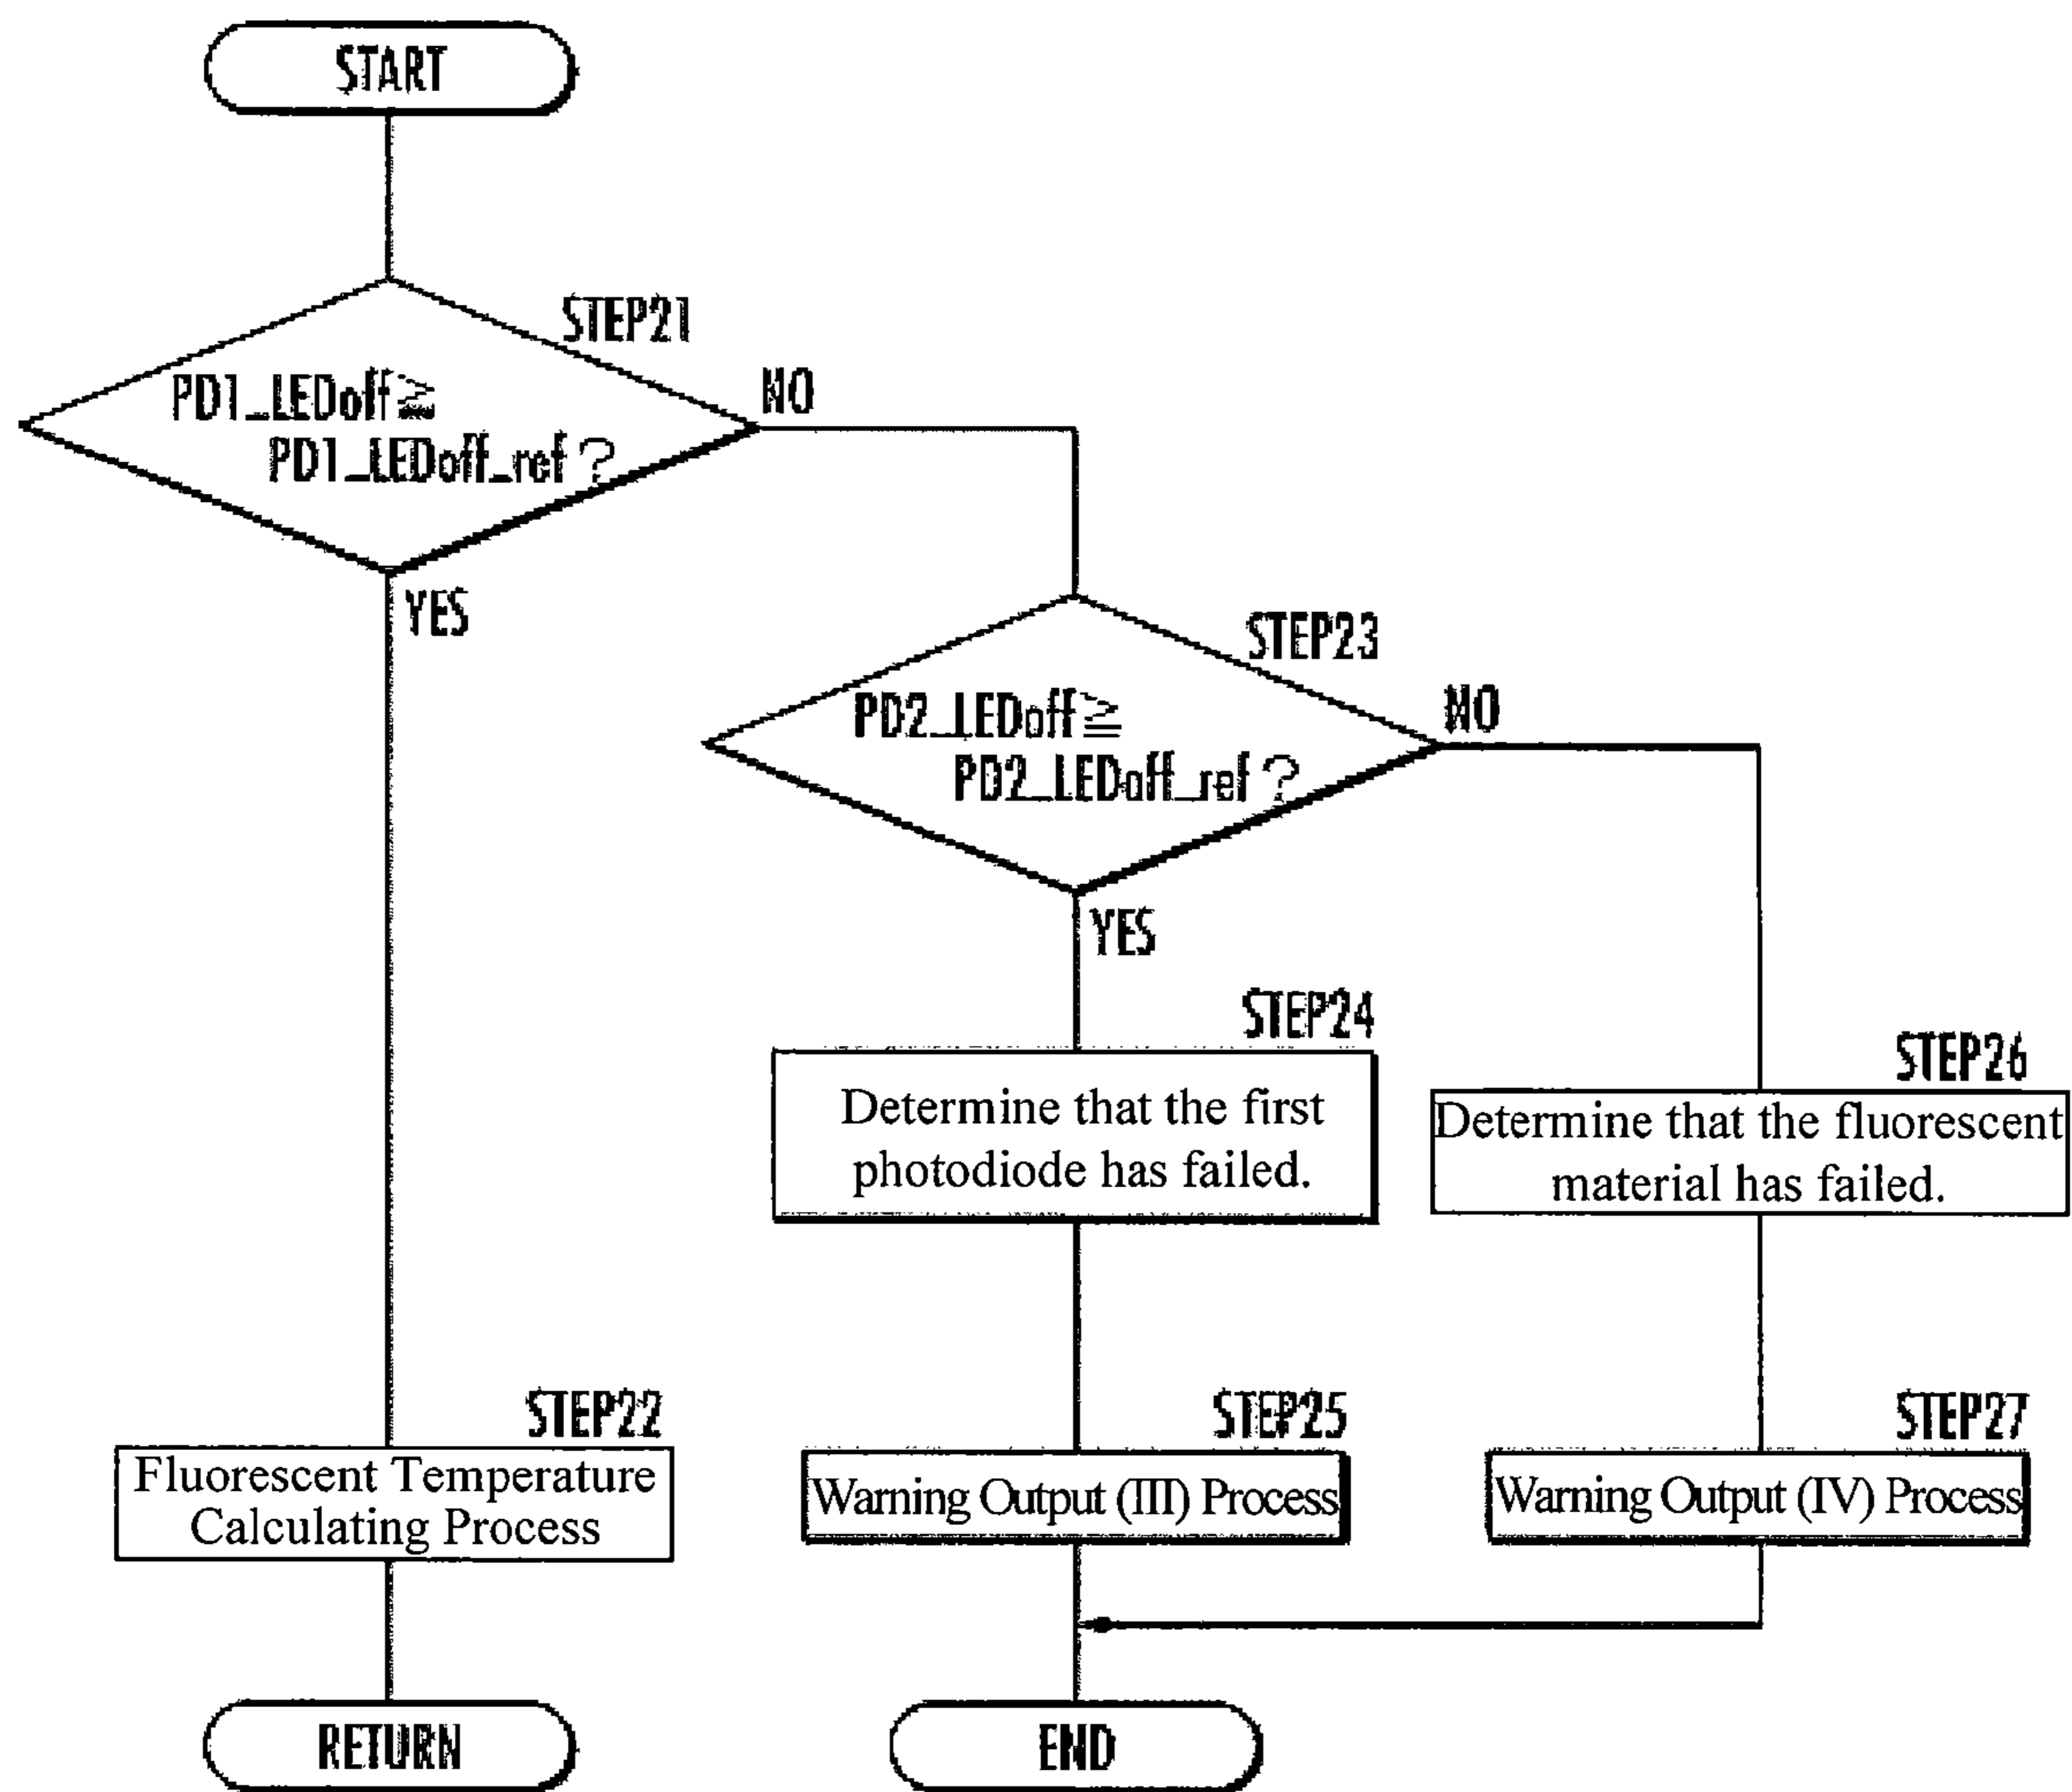 START
STEP21
PD1_LEDoff≧
PD1_LEDoff_ref?
NO
YES
STEP23
PD2_LEDoff≧
PD2_LEDoff_ref?
NO
YES
STEP24
Determine that the first
photodiode has failed.
STEP26
Determine that the fluorescent
material has failed.
STEP22
Fluorescent Temperature
Calculating Process
STEP25
Warning Output (III) Process
STEP27
Warning Output (IV) Process
RETURN
END